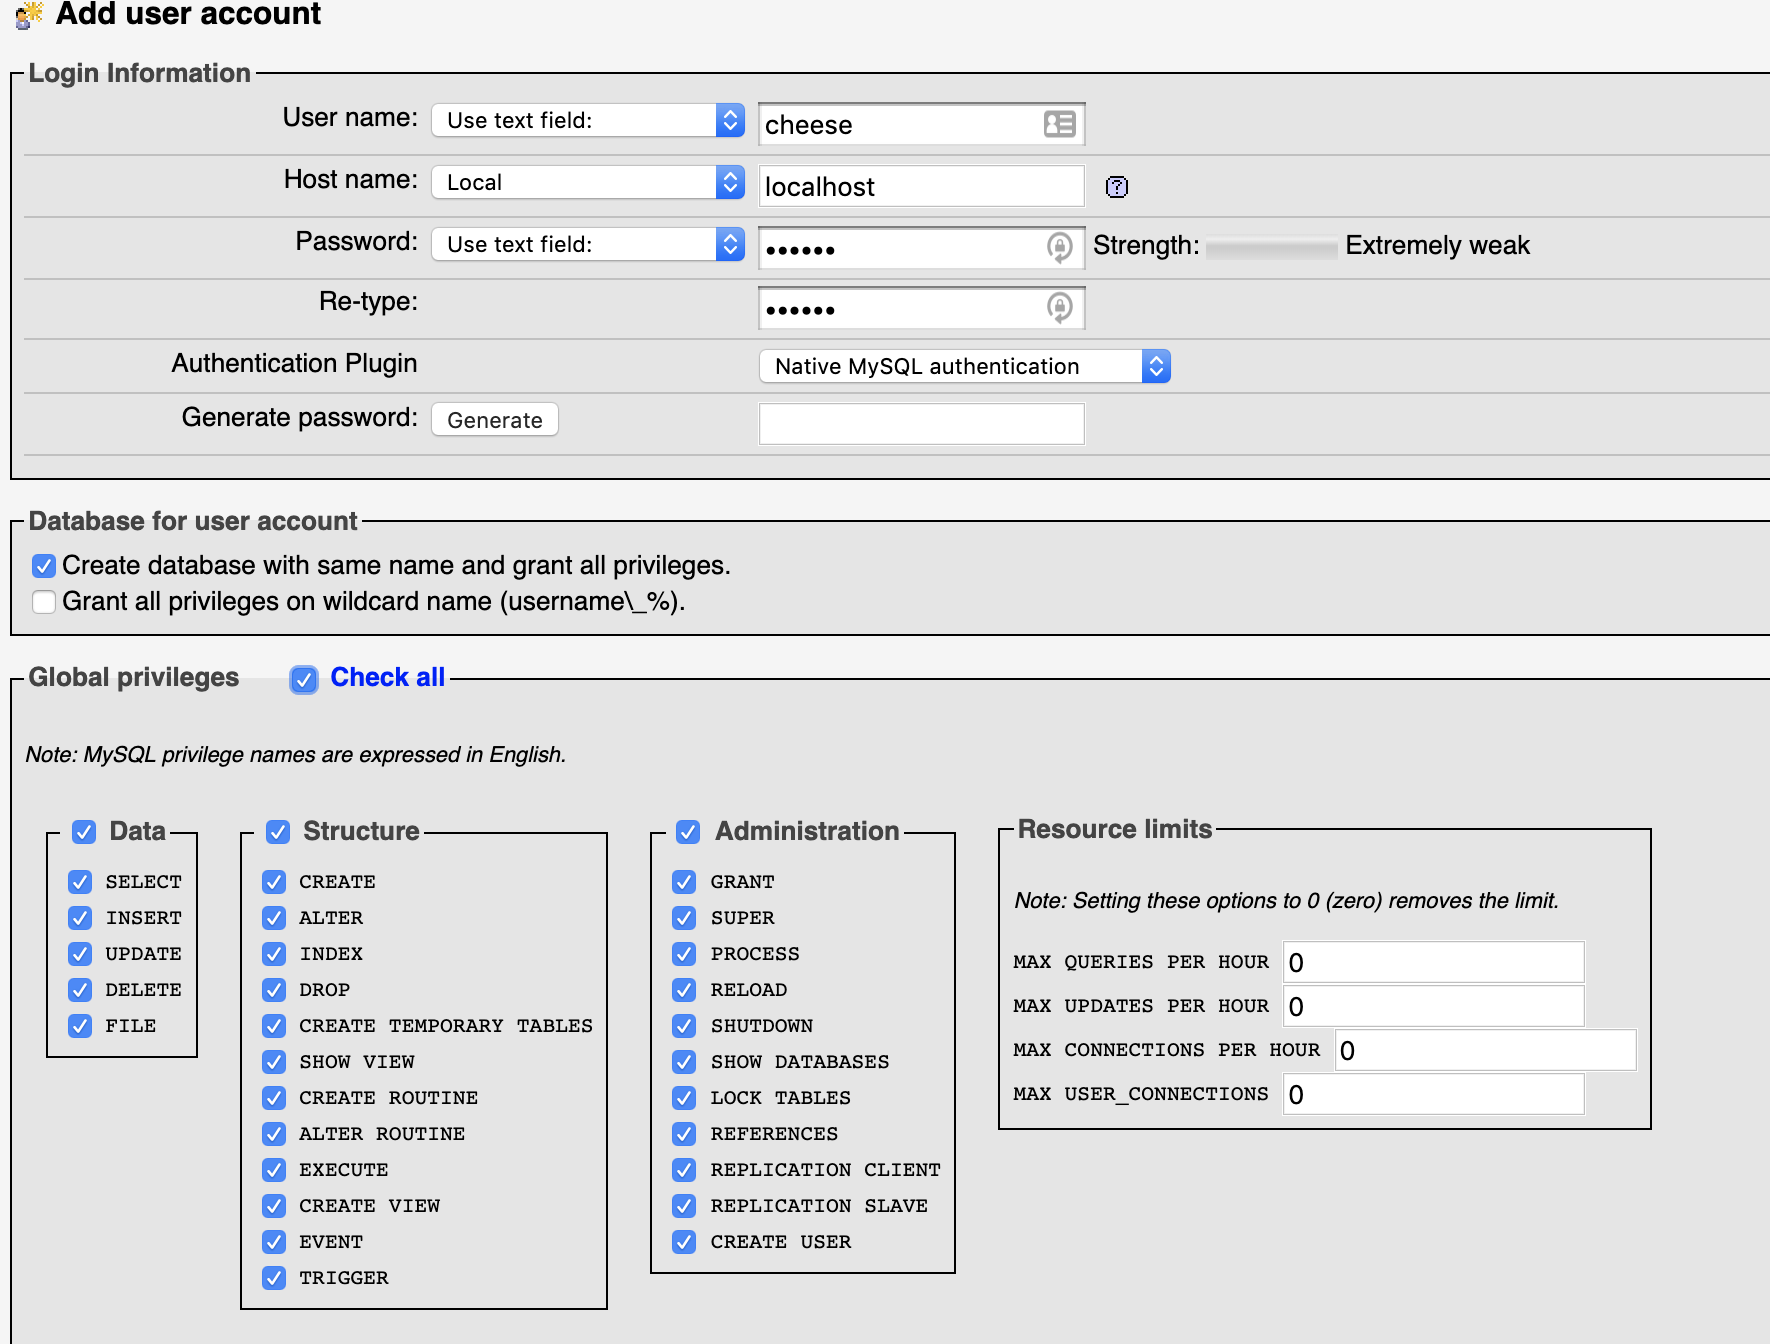 Add user account
Login Information
User name: Use text field: cheese
Host name: Local localhost ?
Password: Use text field: •••••• Strength: Extremely weak
Re-type: ••••••
Authentication Plugin Native MySQL authentication
Generate password: Generate
Database for user account
Create database with same name and grant all privileges.
Grant all privileges on wildcard name (username\_%).
Global privileges Check all
Note: MySQL privilege names are expressed in English.
Data
SELECT
INSERT
UPDATE
DELETE
FILE
Structure
CREATE
ALTER
INDEX
DROP
CREATE TEMPORARY TABLES
SHOW VIEW
CREATE ROUTINE
ALTER ROUTINE
EXECUTE
CREATE VIEW
EVENT
TRIGGER
Administration
GRANT
SUPER
PROCESS
RELOAD
SHUTDOWN
SHOW DATABASES
LOCK TABLES
REFERENCES
REPLICATION CLIENT
REPLICATION SLAVE
CREATE USER
Resource limits
Note: Setting these options to 0 (zero) removes the limit.
MAX QUERIES PER HOUR 0
MAX UPDATES PER HOUR 0
MAX CONNECTIONS PER HOUR 0
MAX USER_CONNECTIONS 0